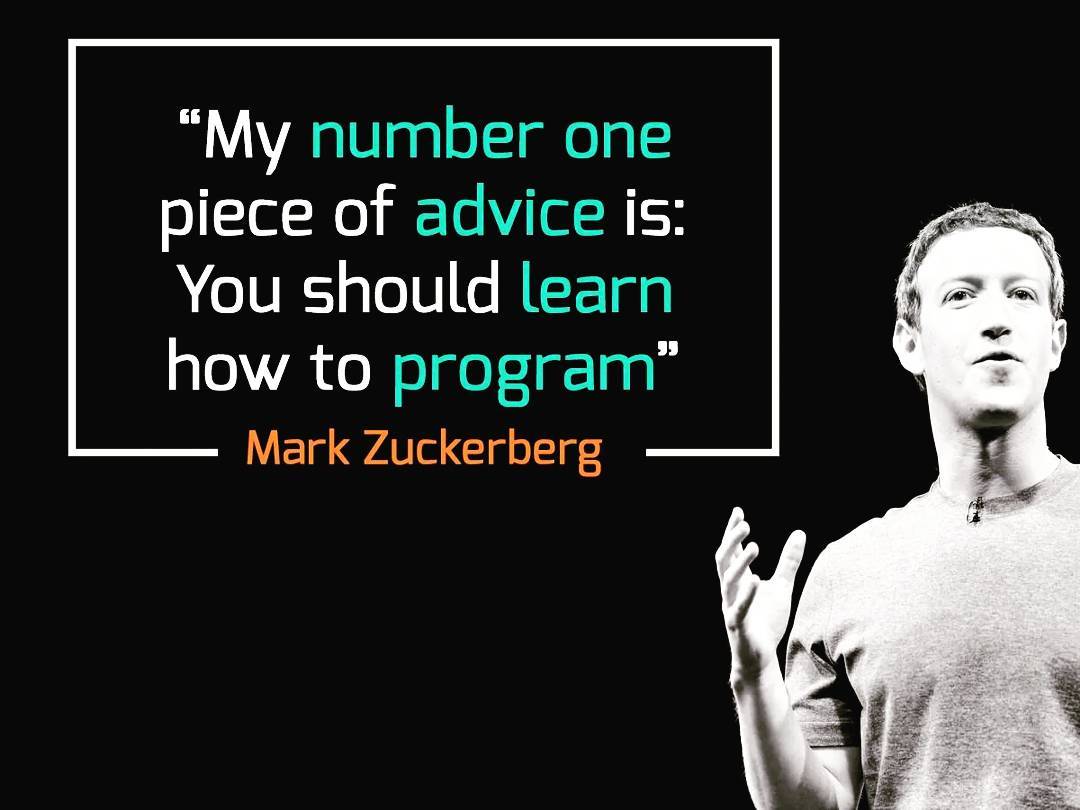 “My number one
piece of advice is:
You should learn
how to program”
Mark Zuckerberg